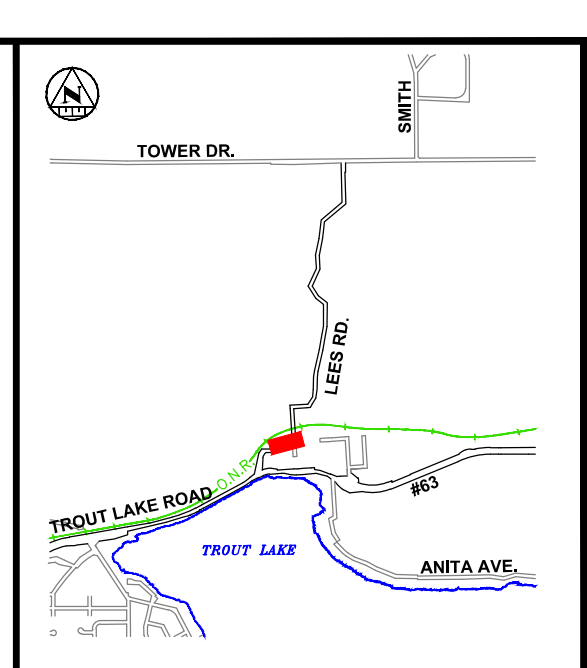 N
SMITH
TOWER DR.
LEES RD.
O.N.R.
TROUT LAKE ROAD
#63
TROUT LAKE
ANITA AVE.